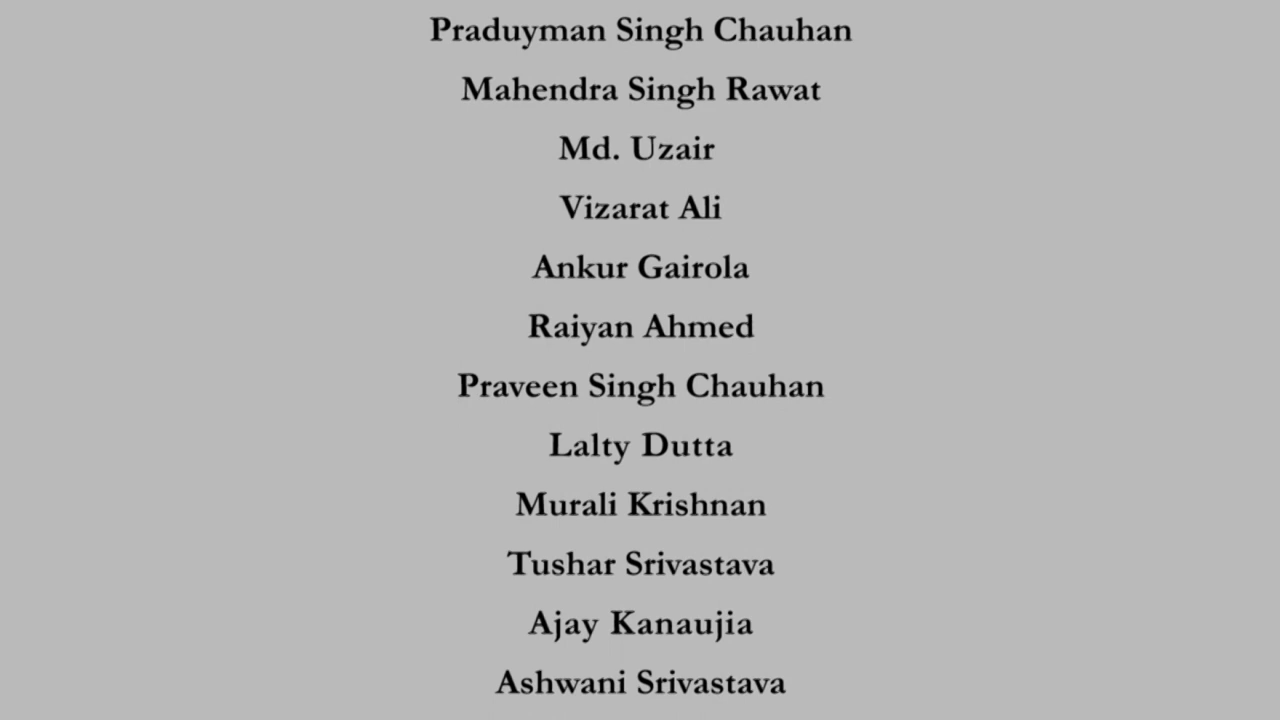 Praduyman Singh Chauhan
Mahendra Singh Rawat
Md. Uzair
Vizarat Ali
Ankur Gairola
Raiyan Ahmed
Praveen Singh Chauhan
Lalty Dutta
Murali Krishnan
Tushar Srivastava
Ajay Kanaujia
Ashwani Srivastava